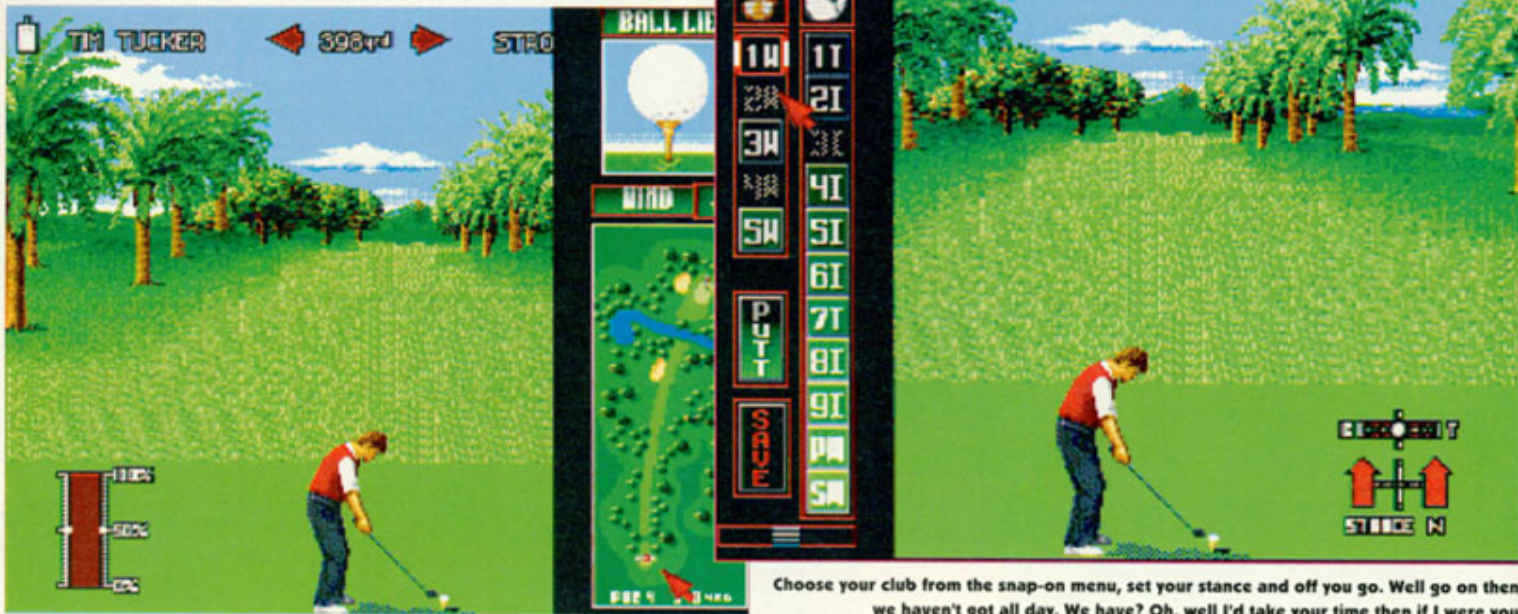 TIM TUCKER 398yd STRO
BALL LIE
WIND
100%
50%
0%
PAR 4
1W
3W
5W
PUTT
SAVE
1I
2I
4I
5I
6I
7I
8I
9I
PW
SW
STANCE N
Choose your club from the snap-on menu, set your stance and off you go. Well go on then
we haven't got all day. We have? Oh, well I'd take your time then if I were you